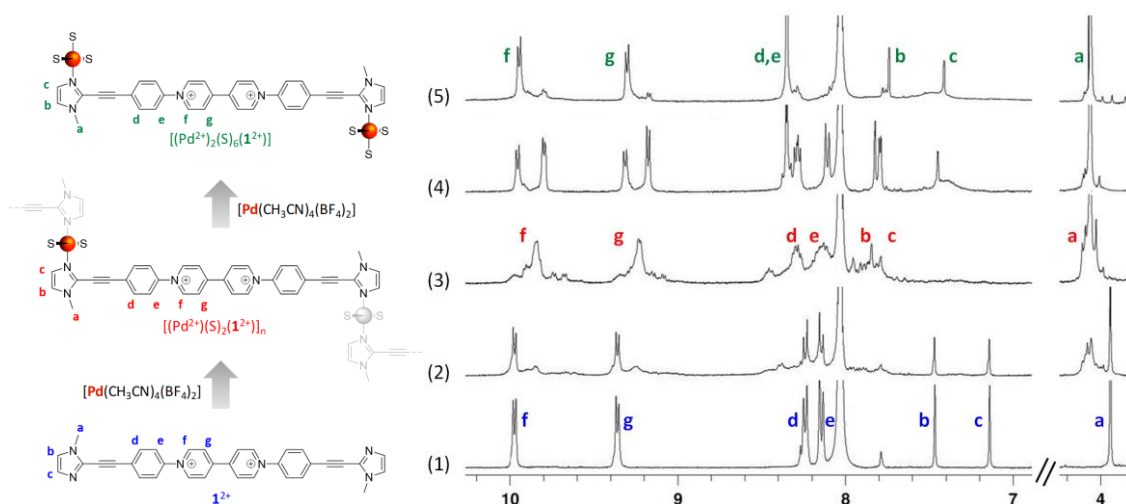 S
S S
c
b
a
d e f g
[(Pd²⁺)₂(S)₆(1²⁺)]
N
N
N
N
N
N
+
+
S
S S
[Pd(CH₃CN)₄(BF₄)₂]
N
N
S S
c
b
a
d e f g
[(Pd²⁺)(S)₂(1²⁺)]n
N
N
N
N
N
N
+
+
S S
N
N
[Pd(CH₃CN)₄(BF₄)₂]
a
b
c
d e f g
N
N
N
N
N
N
+
+
1²⁺
(5)
f g d,e b c a
(4)
(3)
f g d e b c a
(2)
(1)
f g d e b c a
10 9 8 7 4